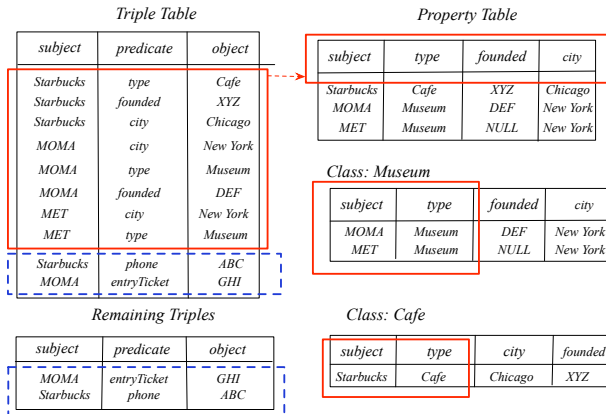 Triple Table
subject predicate object
Starbucks type Cafe
Starbucks founded XYZ
Starbucks city Chicago
MOMA city New York
MOMA type Museum
MOMA founded DEF
MET city New York
MET type Museum
Starbucks phone ABC
MOMA entryTicket GHI
Remaining Triples
subject predicate object
MOMA entryTicket GHI
Starbucks phone ABC
Property Table
subject type founded city
Starbucks Cafe XYZ Chicago
MOMA Museum DEF New York
MET Museum NULL New York
Class: Museum
subject type founded city
MOMA Museum DEF New York
MET Museum NULL New York
Class: Cafe
subject type city founded
Starbucks Cafe Chicago XYZ